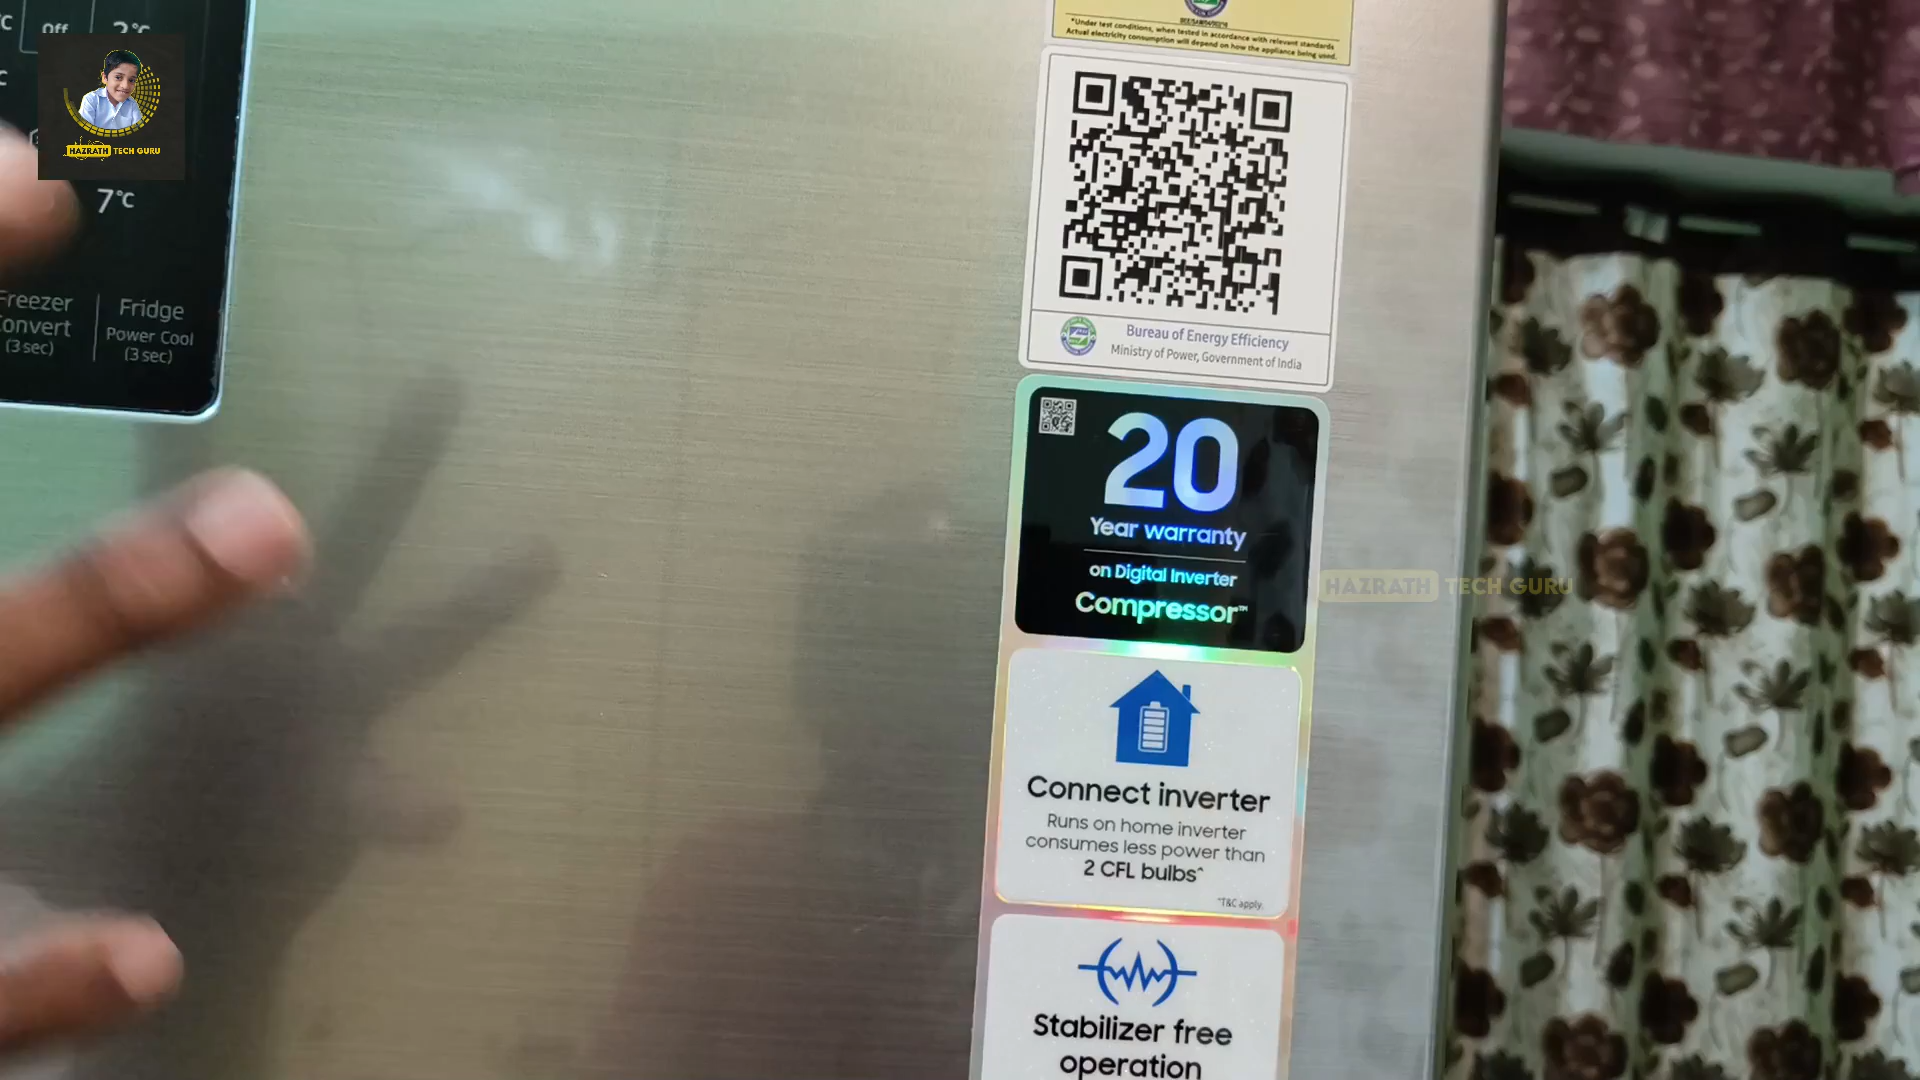 Off
HAZRATH TECH GURU
7°C
Freezer
Convert
(3 sec)
Fridge
Power Cool
(3 sec)
*Under test conditions, when tested in accordance with relevant standards
Actual electricity consumption will depend on how the appliance being used.
Bureau of Energy Efficiency
Ministry of Power, Government of India
20
Year warranty
on Digital Inverter
Compressor™
HAZRATH TECH GURU
Connect inverter
Runs on home inverter
consumes less power than
2 CFL bulbs^
^T&C apply.
Stabilizer free
operation